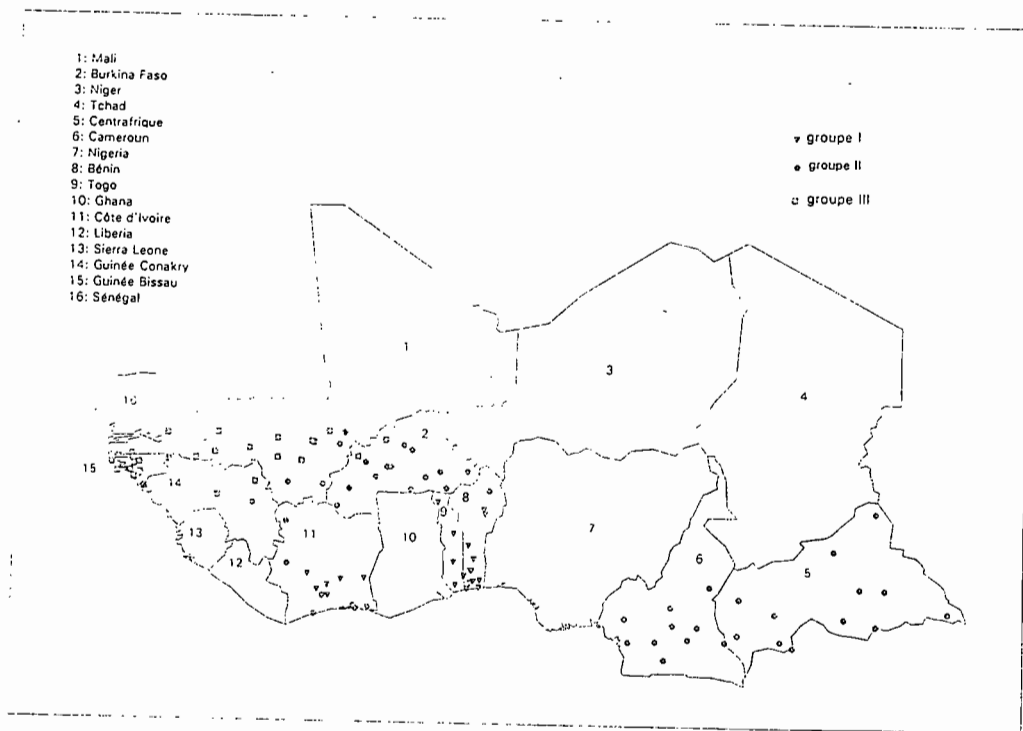 1: Mali
2: Burkina Faso
3: Niger
4: Tchad
5: Centrafrique
6: Cameroun
7: Nigeria
8: Bénin
9: Togo
10: Ghana
11: Côte d'Ivoire
12: Liberia
13: Sierra Leone
14: Guinée Conakry
15: Guinée Bissau
16: Sénégal
groupe I
groupe II
groupe III
1
3
4
16
2
15
14
8
9
13
11
10
7
12
6
5